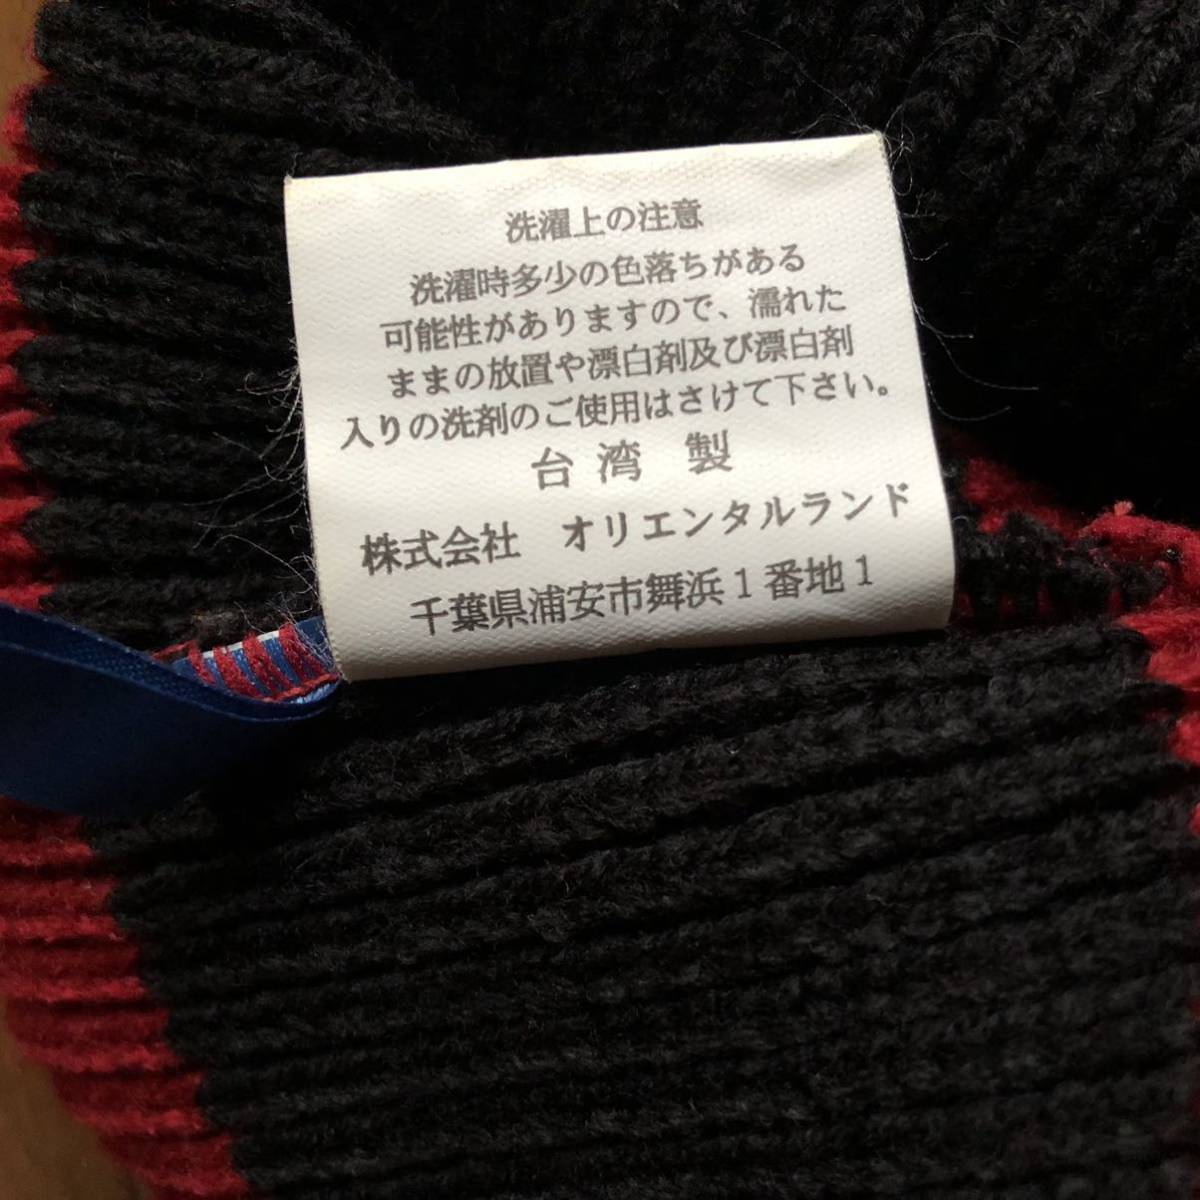 洗濯上の注意
洗濯時多少の色落ちがある
可能性がありますので、濡れた
ままの放置や漂白剤及び漂白剤
入りの洗剤のご使用はさけて下さい。
台湾 製
株式会社 オリエンタルランド
千葉県浦安市舞浜1番地1